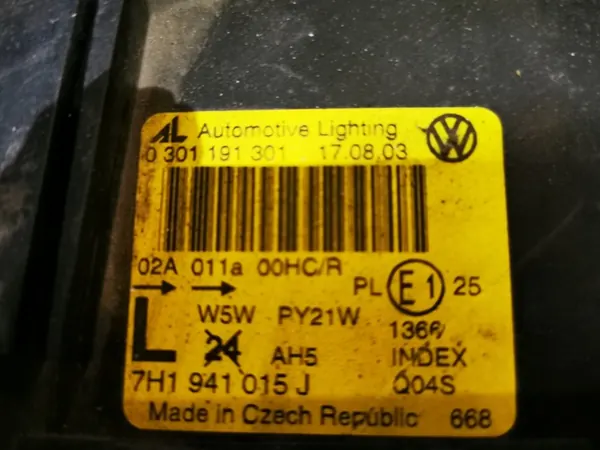 AL Automotive Lighting
0 301 191 301 17.08.03
02A 011a 00HC/R
PL E1 25
W5W PY21W
L 24 AH5 INDEX
7H1 941 015 J Q04S
Made in Czech Republic 668